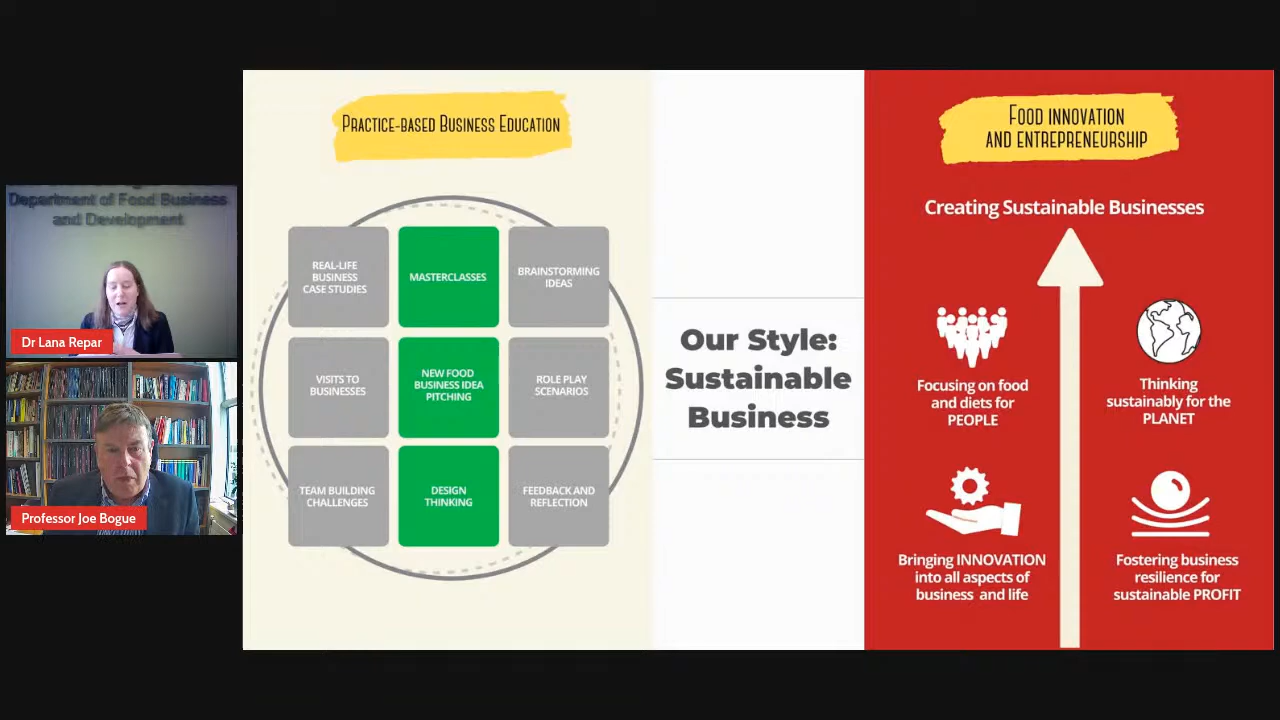 Department of Food Business
and Development
Dr Lana Repar
Professor Joe Bogue
PRACTICE-BASED BUSINESS EDUCATION
REAL-LIFE
BUSINESS
CASE STUDIES
MASTERCLASSES
BRAINSTORMING
IDEAS
VISITS TO
BUSINESSES
NEW FOOD
BUSINESS IDEA
PITCHING
ROLE PLAY
SCENARIOS
TEAM BUILDING
CHALLENGES
DESIGN
THINKING
FEEDBACK AND
REFLECTION
Our Style:
Sustainable
Business
FOOD INNOVATION
AND ENTREPRENEURSHIP
Creating Sustainable Businesses
Focusing on food
and diets for
PEOPLE
Thinking
sustainably for the
PLANET
Bringing INNOVATION
into all aspects of
business and life
Fostering business
resilience for
sustainable PROFIT